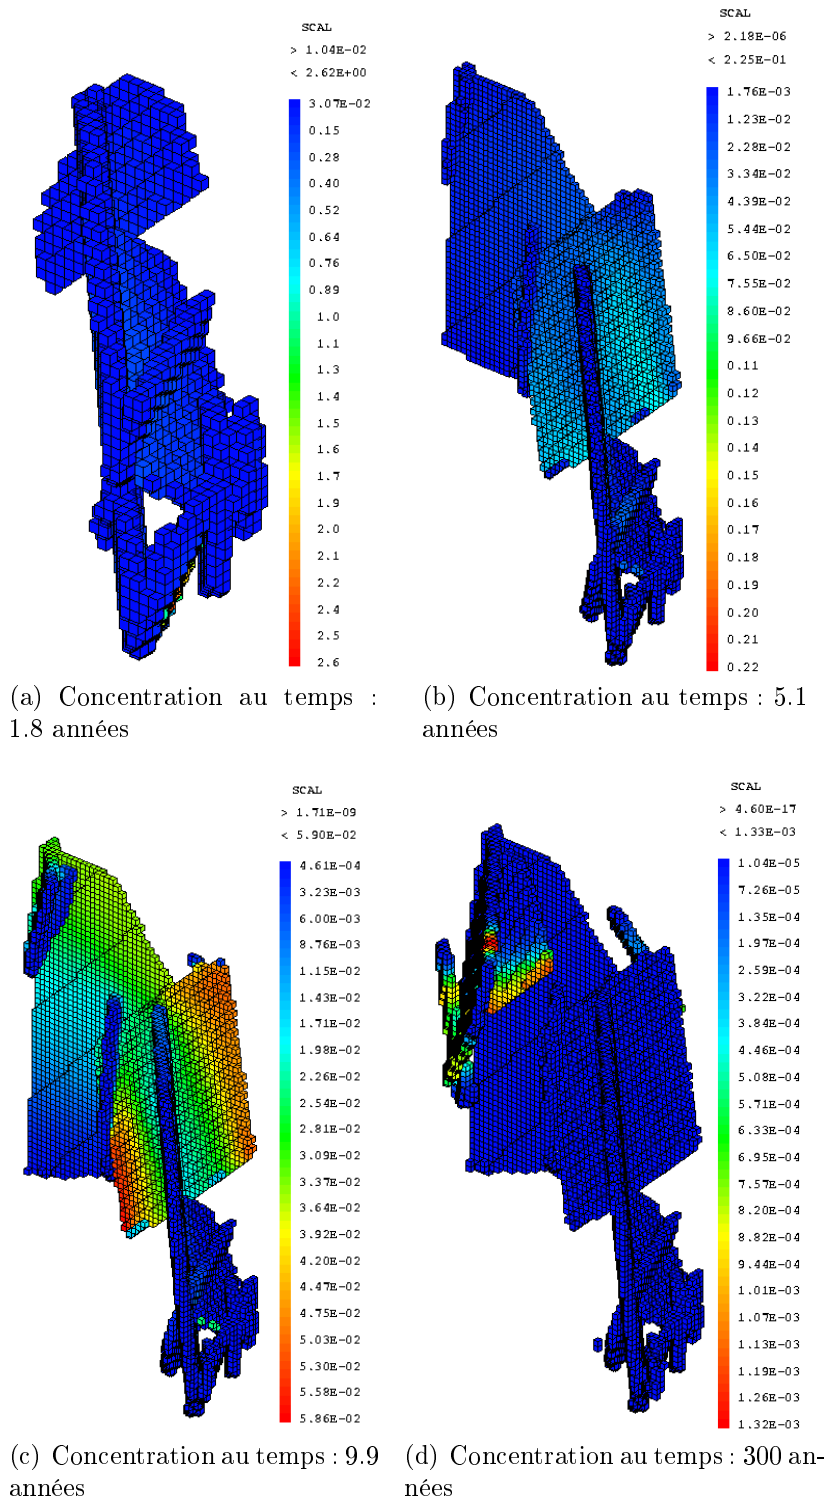 SCAL
> 1.04E-02
< 2.62E+00
3.07E-02
0.15
0.28
0.40
0.52
0.64
0.76
0.89
1.0
1.1
1.3
1.4
1.5
1.6
1.7
1.9
2.0
2.1
2.2
2.4
2.5
2.6
(a) Concentration au temps :
1.8 années
SCAL
> 2.18E-06
< 2.25E-01
1.76E-03
1.23E-02
2.28E-02
3.34E-02
4.39E-02
5.44E-02
6.50E-02
7.55E-02
8.60E-02
9.66E-02
0.11
0.12
0.13
0.14
0.15
0.16
0.17
0.18
0.19
0.20
0.21
0.22
(b) Concentration au temps : 5.1
années
SCAL
> 1.71E-09
< 5.90E-02
4.61E-04
3.23E-03
6.00E-03
8.76E-03
1.15E-02
1.43E-02
1.71E-02
1.98E-02
2.26E-02
2.54E-02
2.81E-02
3.09E-02
3.37E-02
3.64E-02
3.92E-02
4.20E-02
4.47E-02
4.75E-02
5.03E-02
5.30E-02
5.58E-02
5.86E-02
(c) Concentration au temps : 9.9
années
SCAL
> 4.60E-17
< 1.33E-03
1.04E-05
7.26E-05
1.35E-04
1.97E-04
2.59E-04
3.22E-04
3.84E-04
4.46E-04
5.08E-04
5.71E-04
6.33E-04
6.95E-04
7.57E-04
8.20E-04
8.82E-04
9.44E-04
1.01E-03
1.07E-03
1.13E-03
1.19E-03
1.26E-03
1.32E-03
(d) Concentration au temps : 300 an-
nées